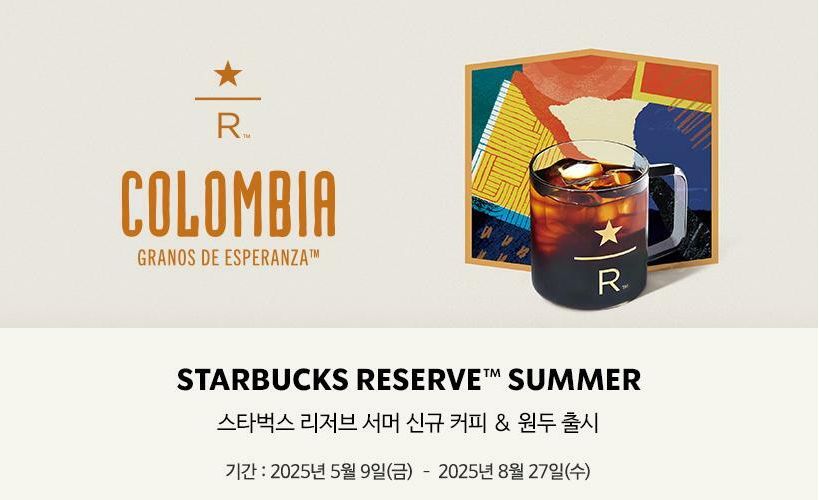 R™
COLOMBIA
GRANOS DE ESPERANZA™
R™
STARBUCKS RESERVE™ SUMMER
스타벅스 리저브 서머 신규 커피 & 원두 출시
기간 : 2025년 5월 9일(금) - 2025년 8월 27일(수)